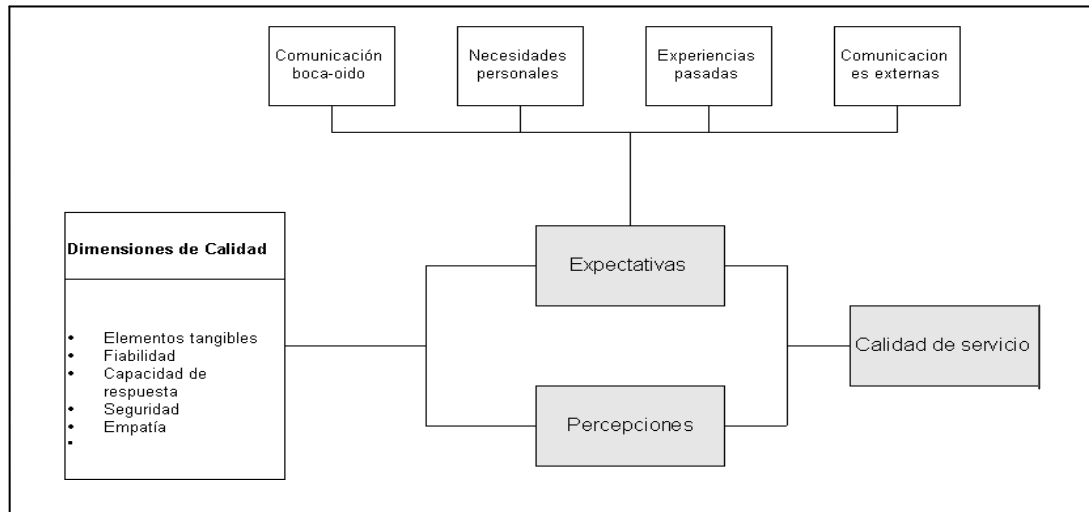 Comunicación
boca-oido
Necesidades
personales
Experiencias
pasadas
Comunicacion
es externas
Dimensiones de Calidad
• Elementos tangibles
• Fiabilidad
• Capacidad de
respuesta
• Seguridad
• Empatía
•
Expectativas
Percepciones
Calidad de servicio